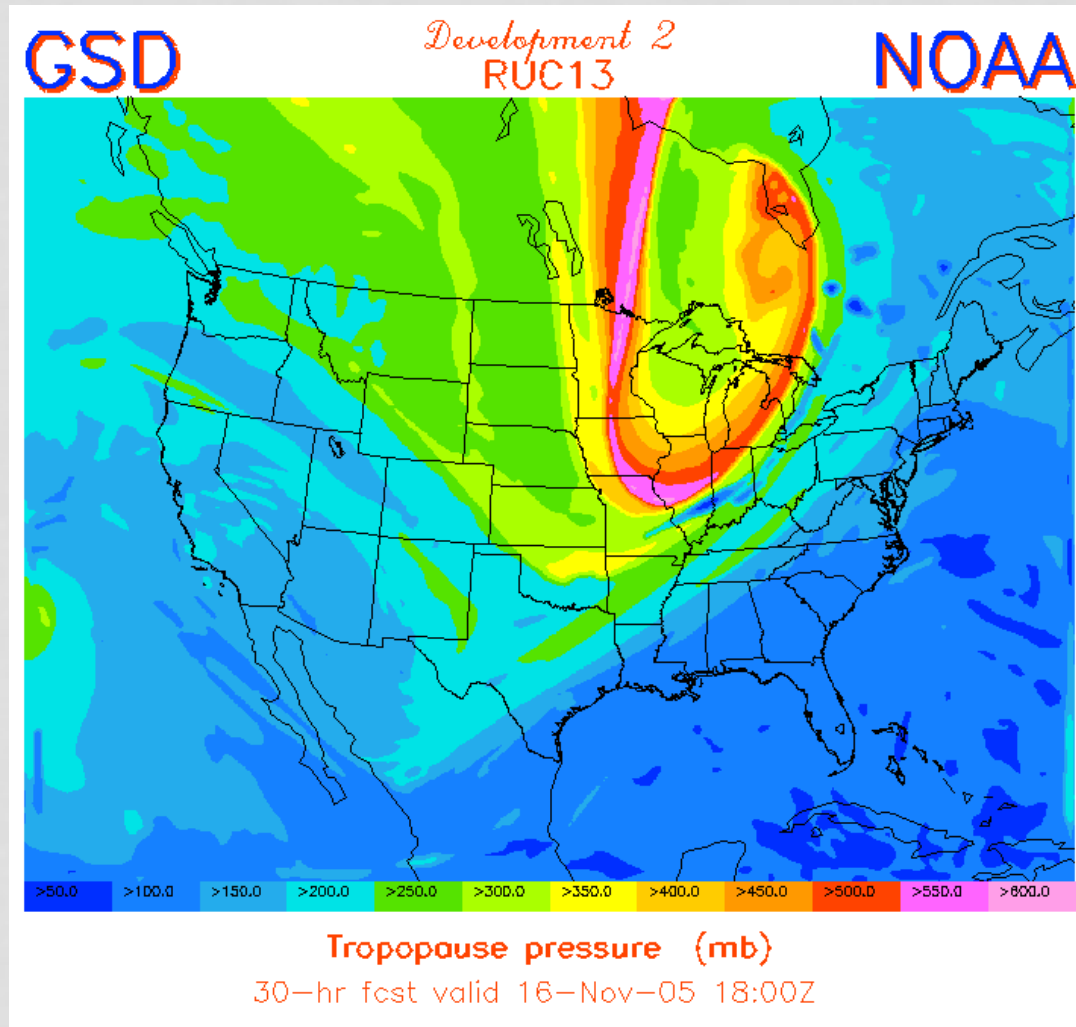 GSD Development 2 NOAA
RUC13
>50.0 >100.0 >150.0 >200.0 >250.0 >300.0 >350.0 >400.0 >450.0 >500.0 >550.0 >600.0
Tropopause pressure (mb)
30-hr fcst valid 16-Nov-05 18:00Z